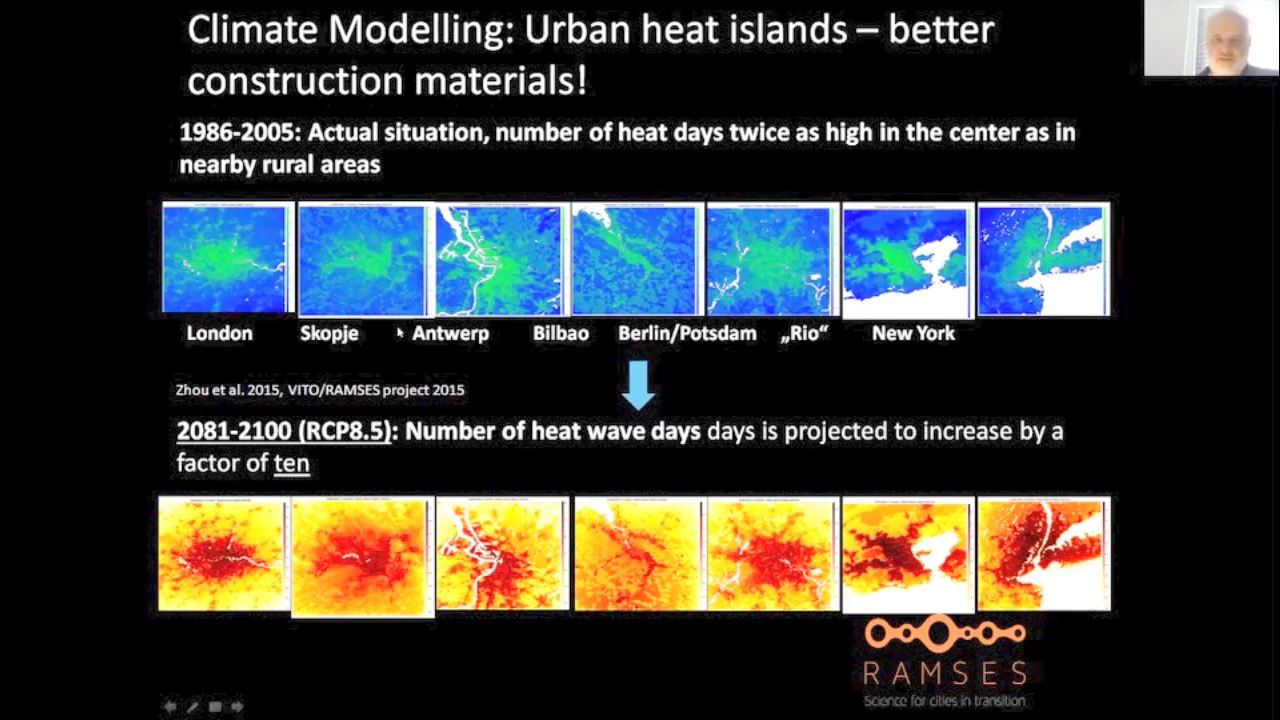 Climate Modelling: Urban heat islands – better
construction materials!
1986-2005: Actual situation, number of heat days twice as high in the center as in
nearby rural areas
London Skopje Antwerp Bilbao Berlin/Potsdam „Rio“ New York
Zhou et al. 2015, VITO/RAMSES project 2015
2081-2100 (RCP8.5): Number of heat wave days days is projected to increase by a
factor of ten
RAMSES
Science for cities in transition